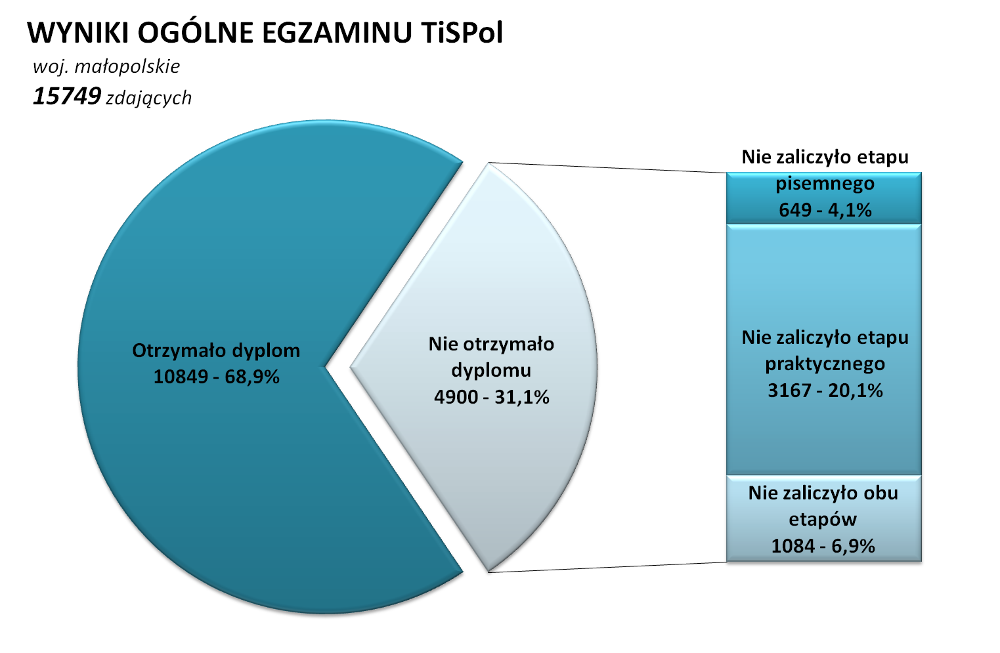 WYNIKI OGÓLNE EGZAMINU TiSPol
woj. małopolskie
15749 zdających
Otrzymało dyplom
10849 - 68,9%
Nie otrzymało
dyplomu
4900 - 31,1%
Nie zaliczyło etapu
pisemnego
649 - 4,1%
Nie zaliczyło etapu
praktycznego
3167 - 20,1%
Nie zaliczyło obu
etapów
1084 - 6,9%